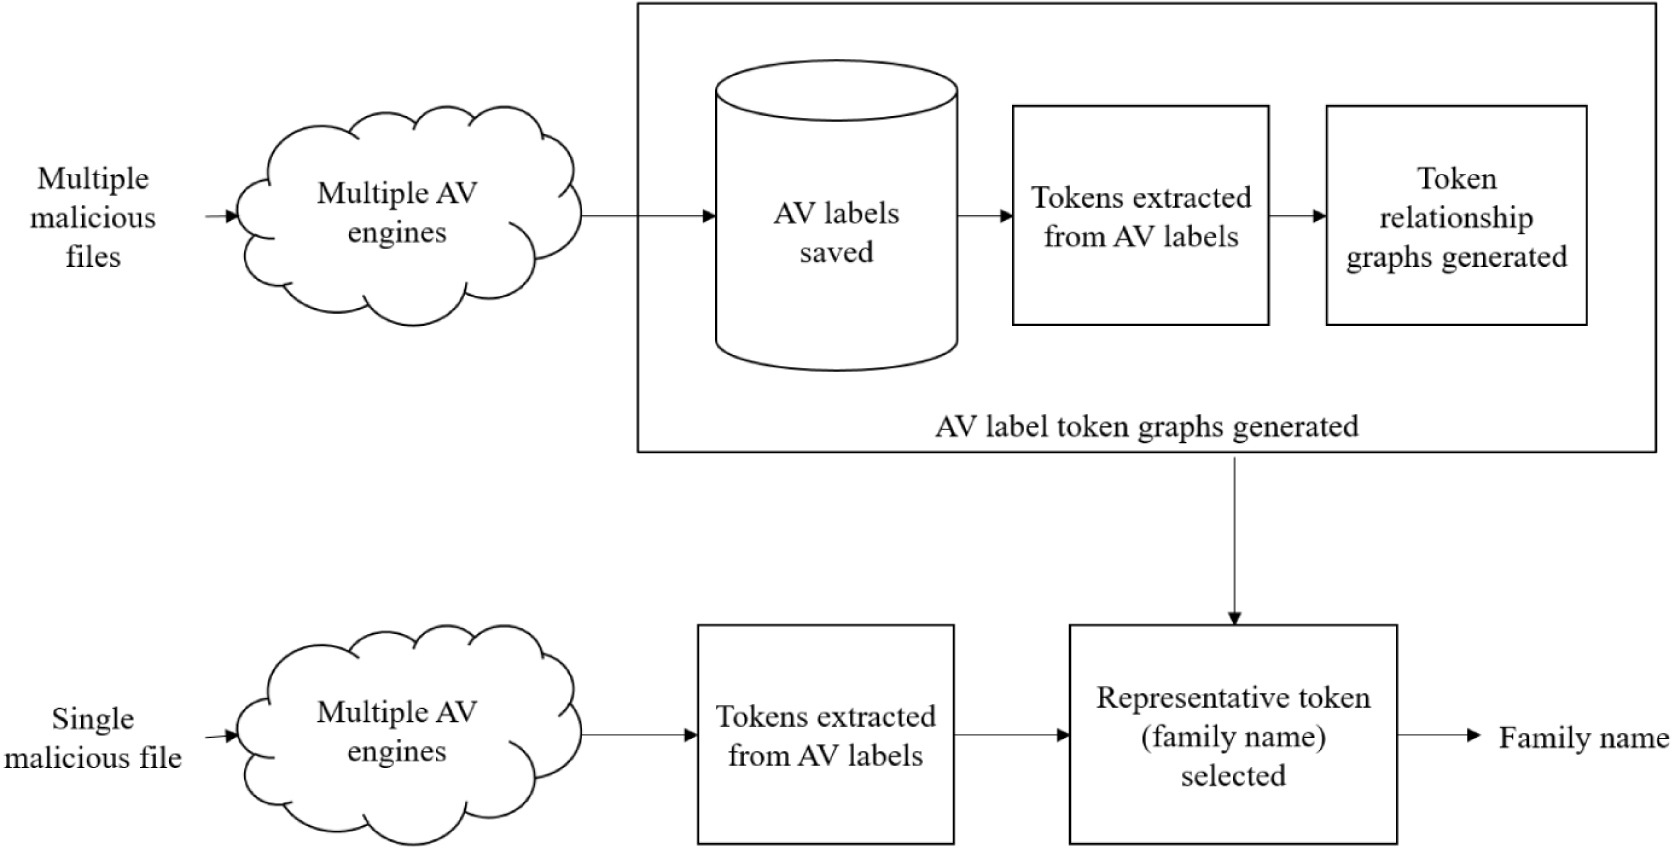 Multiple
malicious
files
Multiple AV
engines
AV labels
saved
Tokens extracted
from AV labels
Token
relationship
graphs generated
AV label token graphs generated
Single
malicious file
Multiple AV
engines
Tokens extracted
from AV labels
Representative token
(family name)
selected
Family name